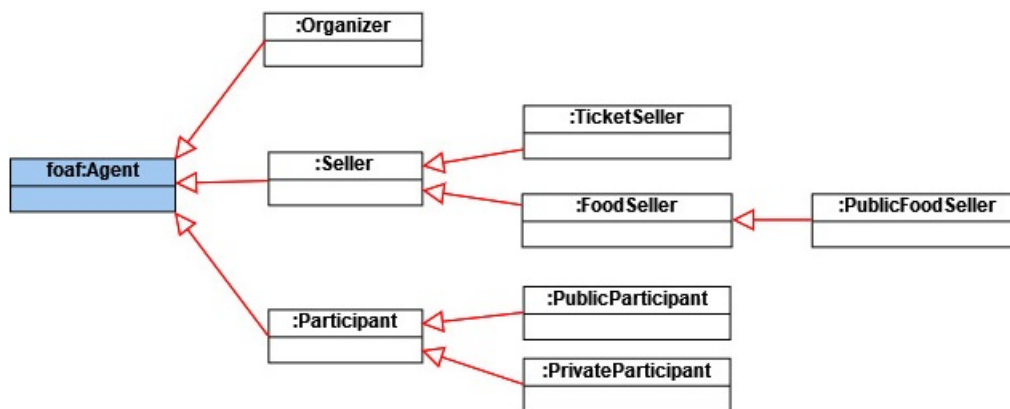 :Organizer
:TicketSeller
foaf:Agent
:Seller
:FoodSeller
:PublicFoodSeller
:PublicParticipant
:Participant
:PrivateParticipant